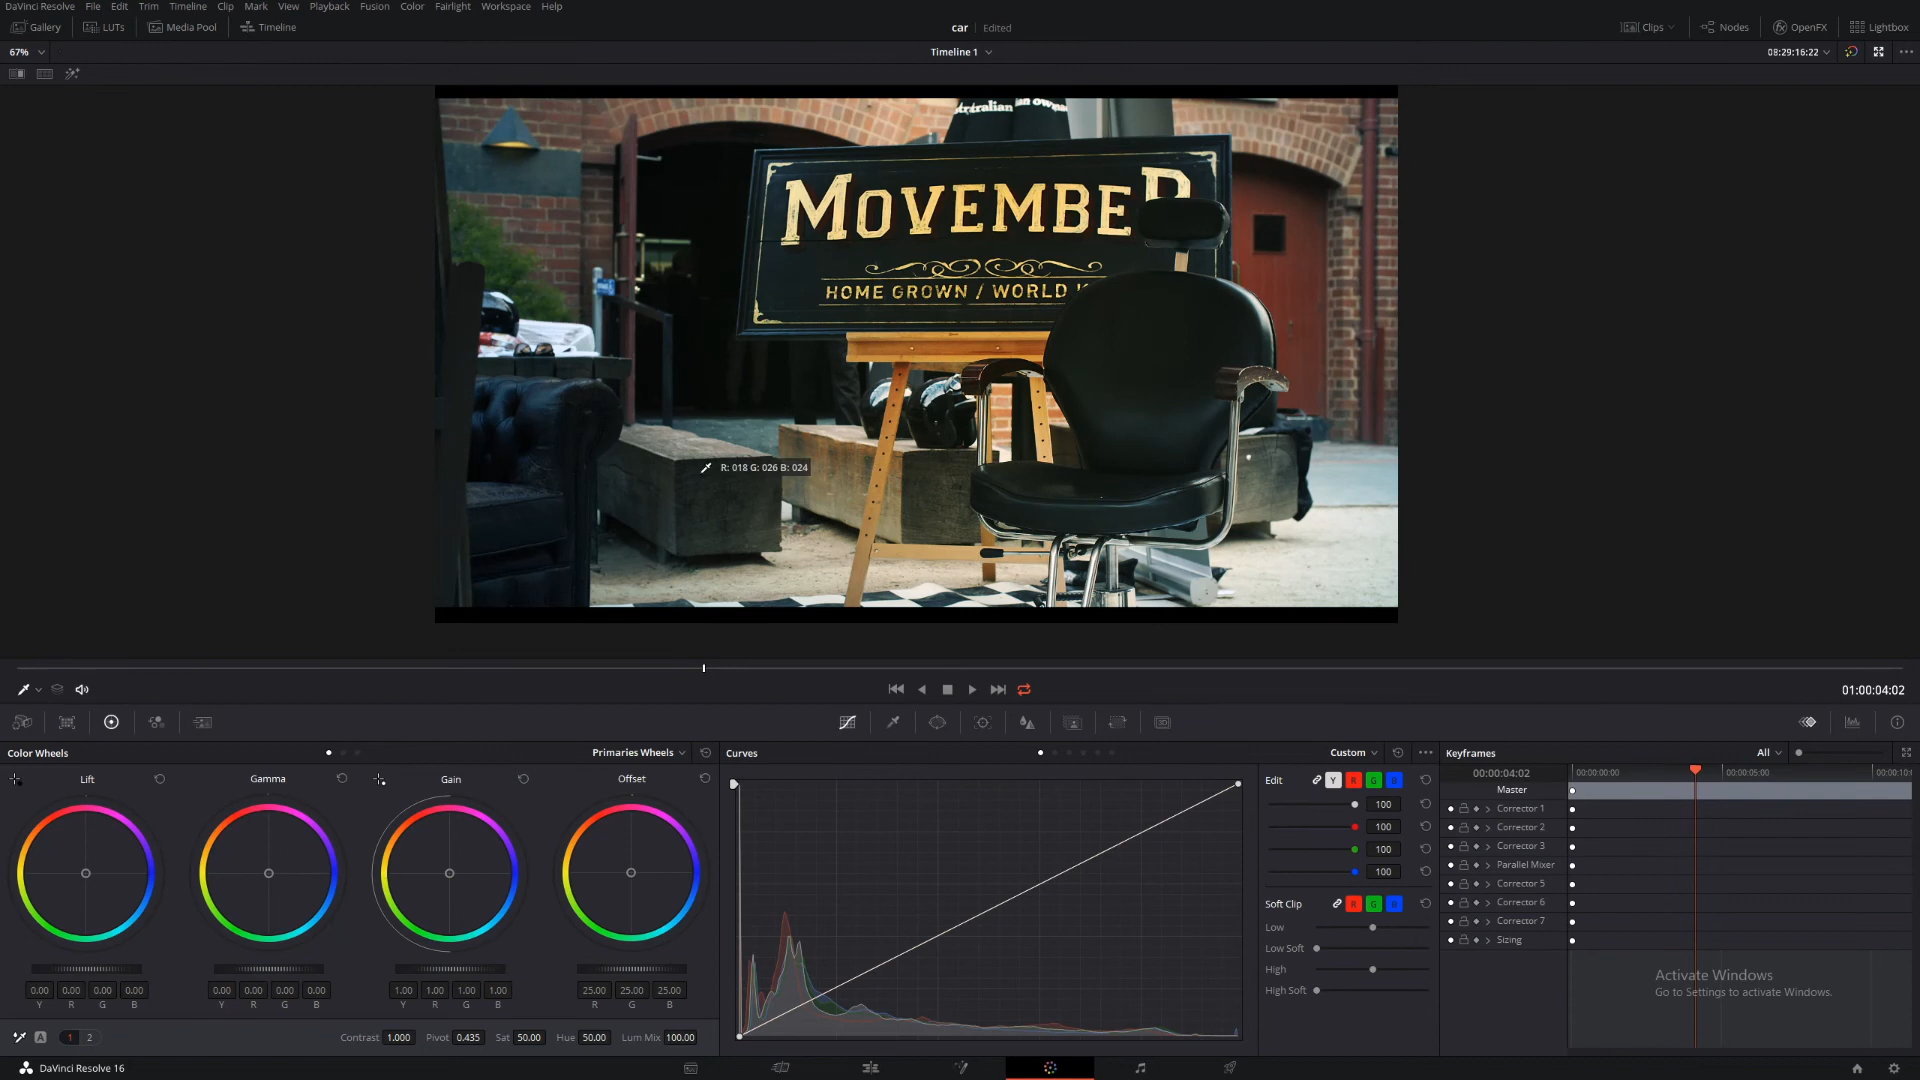 DaVinci Resolve File Edit Trim Timeline Clip Mark View Playback Fusion Color Fairlight Workspace Help
Gallery LUTs Media Pool Timeline car Edited Clips Nodes OpenFX Lightbox
67% Timeline 1 08:29:16:22
MOVEMBER
HOME GROWN / WORLD
R: 018 G: 026 B: 024
01:00:04:02
Color Wheels Primaries Wheels
Lift Gamma Gain Offset
0.00 0.00 0.00 0.00 0.00 0.00 0.00 0.00 1.00 1.00 1.00 1.00 25.00 25.00 25.00
Y R G B Y R G B Y R G B R G B
A 1 2 Contrast 1.000 Pivot 0.435 Sat 50.00 Hue 50.00 Lum Mix 100.00
Curves Custom
Edit Y R G B
100
100
100
100
Soft Clip R G B
Low
Low Soft
High
High Soft
Keyframes All
00:00:04:02 00:00:00:00 00:00:05:00 00:00:10:
Master
Corrector 1
Corrector 2
Corrector 3
Parallel Mixer
Corrector 5
Corrector 6
Corrector 7
Sizing
Activate Windows
Go to Settings to activate Windows.
DaVinci Resolve 16